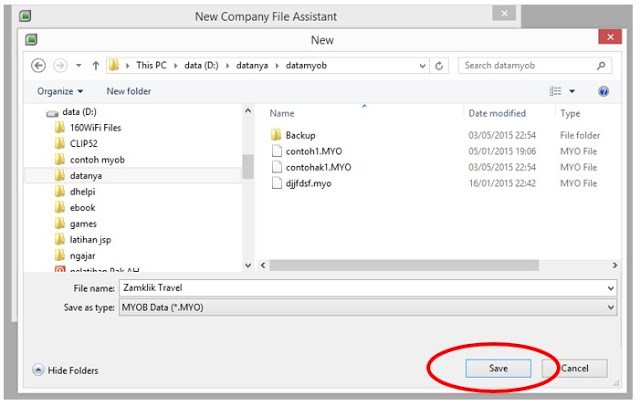 New Company File Assistant
New
This PC data (D:) datanya datamyob
Search datamyob
Organize New folder
data (D:)
160WiFi Files
CLIP52
contoh myob
datanya
dhelpi
ebook
games
latihan jsp
ngajar
pelatihan Pak AH
Name Date modified Type
Backup 03/05/2015 22:54 File folder
contoh1.MYO 05/01/2015 19:06 MYO File
contohak1.MYO 03/05/2015 22:54 MYO File
djjfdsf.myo 16/01/2015 22:42 MYO File
File name: Zamklik Travel
Save as type: MYOB Data (*.MYO)
Hide Folders
Save Cancel